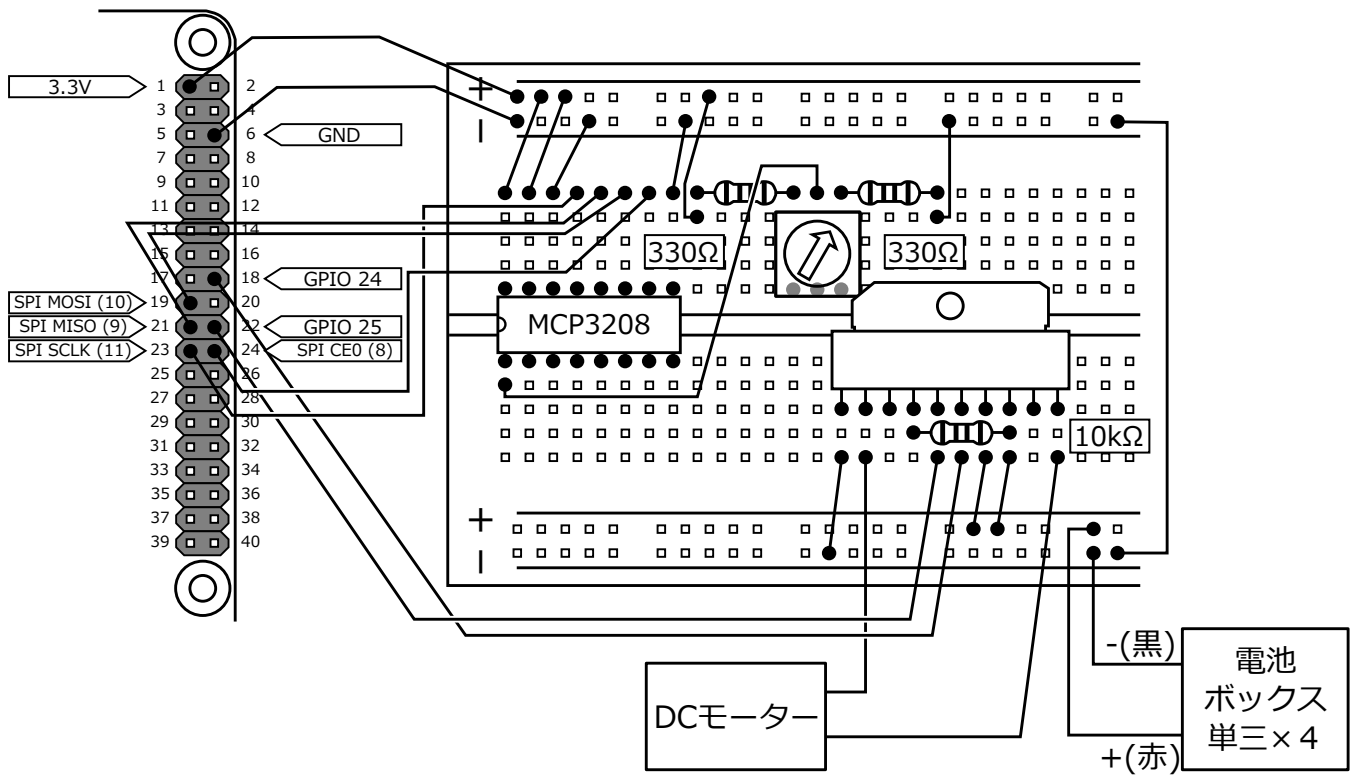 3.3V
1 2
3 4
5 6
GND
7 8
9 10
11 12
13 14
15 16
17 18
GPIO 24
SPI MOSI (10)
19 20
SPI MISO (9)
21 22
GPIO 25
SPI SCLK (11)
23 24
SPI CE0 (8)
25 26
27 28
29 30
31 32
33 34
35 36
37 38
39 40
+
-
330Ω
330Ω
MCP3208
10kΩ
+
-
DCモーター
-(黒)
+(赤)
電池
ボックス
単三×4